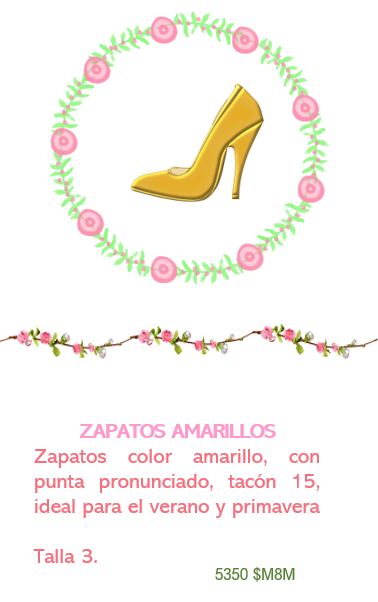 ZAPATOS AMARILLOS
Zapatos color amarillo, con
punta pronunciado, tacón 15,
ideal para el verano y primavera
Talla 3.
5350 $M8M